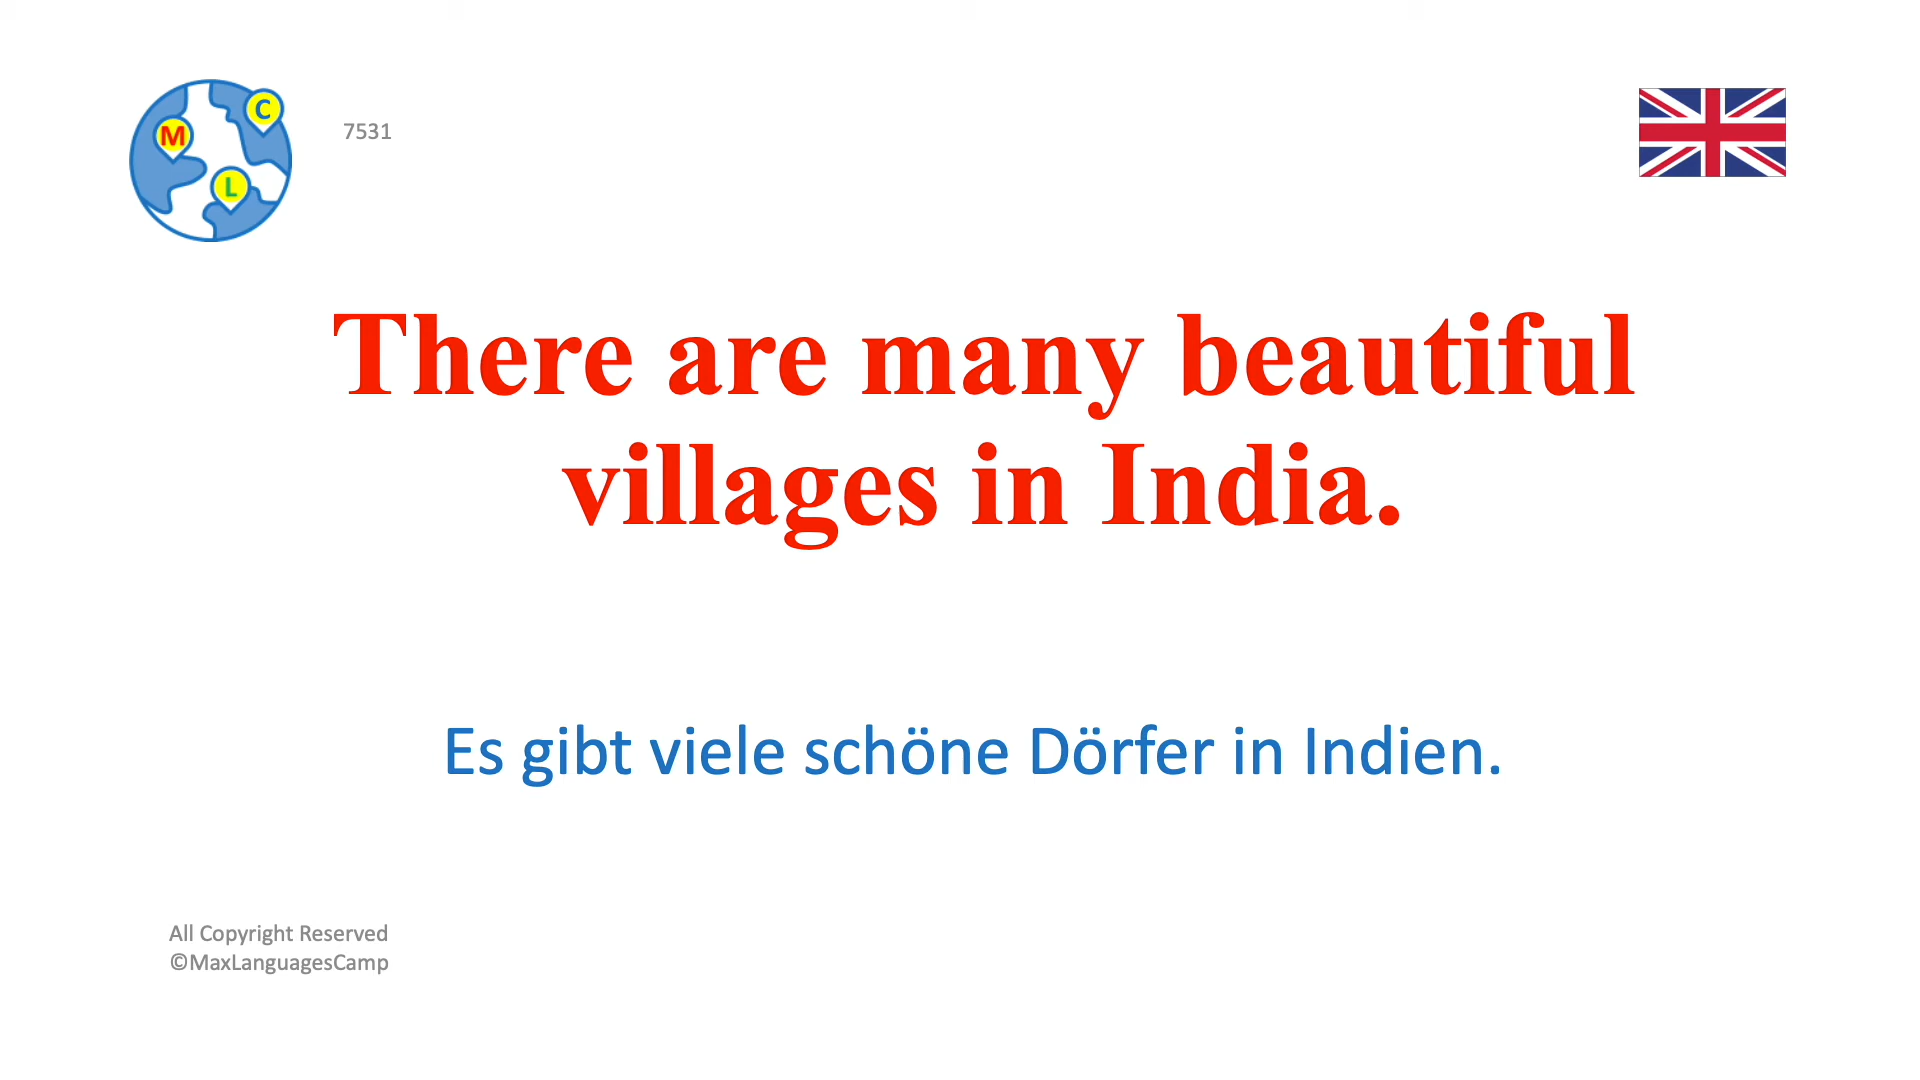 M
C
L
7531
There are many beautiful
villages in India.
Es gibt viele schöne Dörfer in Indien.
All Copyright Reserved
©MaxLanguagesCamp